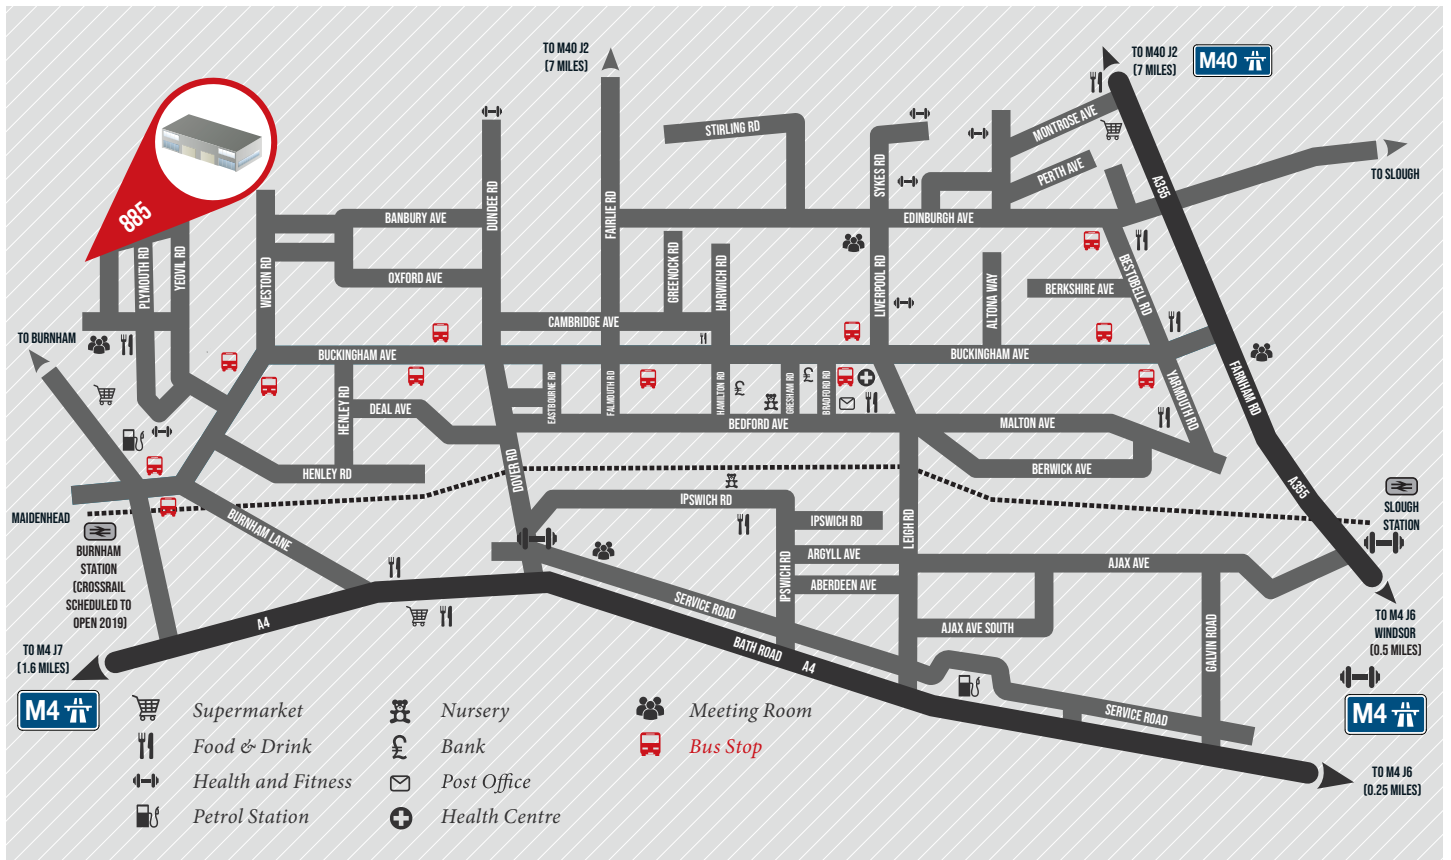 TO M40 J2
(7 MILES)
TO M40 J2
(7 MILES)
M40
MONTROSE AVE
STIRLING RD
SYKES RD
PERTH AVE
A355
TO SLOUGH
885
BANBURY AVE
DUNDEE RD
FAIRLIE RD
EDINBURGH AVE
PLYMOUTH RD
YEOVIL RD
WESTON RD
OXFORD AVE
GREENOCK RD
HARWICH RD
LIVERPOOL RD
ALTONA WAY
BERKSHIRE AVE
BESTOBELL RD
CAMBRIDGE AVE
TO BURNHAM
BUCKINGHAM AVE
BUCKINGHAM AVE
FARNHAM RD
HENLEY RD
DEAL AVE
EASTBOURNE RD
FALMOUTH RD
HAMILTON RD
GRESHAM RD
BRADFORD RD
YARMOUTH RD
BEDFORD AVE
MALTON AVE
HENLEY RD
DOVER RD
BERWICK AVE
A355
MAIDENHEAD
BURNHAM
STATION
(CROSSRAIL
SCHEDULED TO
OPEN 2019)
BURNHAM LANE
IPSWICH RD
IPSWICH RD
LEIGH RD
SLOUGH
STATION
ARGYLL AVE
AJAX AVE
IPSWICH RD
ABERDEEN AVE
SERVICE ROAD
AJAX AVE SOUTH
GALVIN ROAD
TO M4 J6
WINDSOR
(0.5 MILES)
A4
BATH ROAD
A4
TO M4 J7
(1.6 MILES)
M4
SERVICE ROAD
M4
TO M4 J6
(0.25 MILES)
Supermarket
Food & Drink
Health and Fitness
Petrol Station
Nursery
Bank
Post Office
Health Centre
Meeting Room
Bus Stop